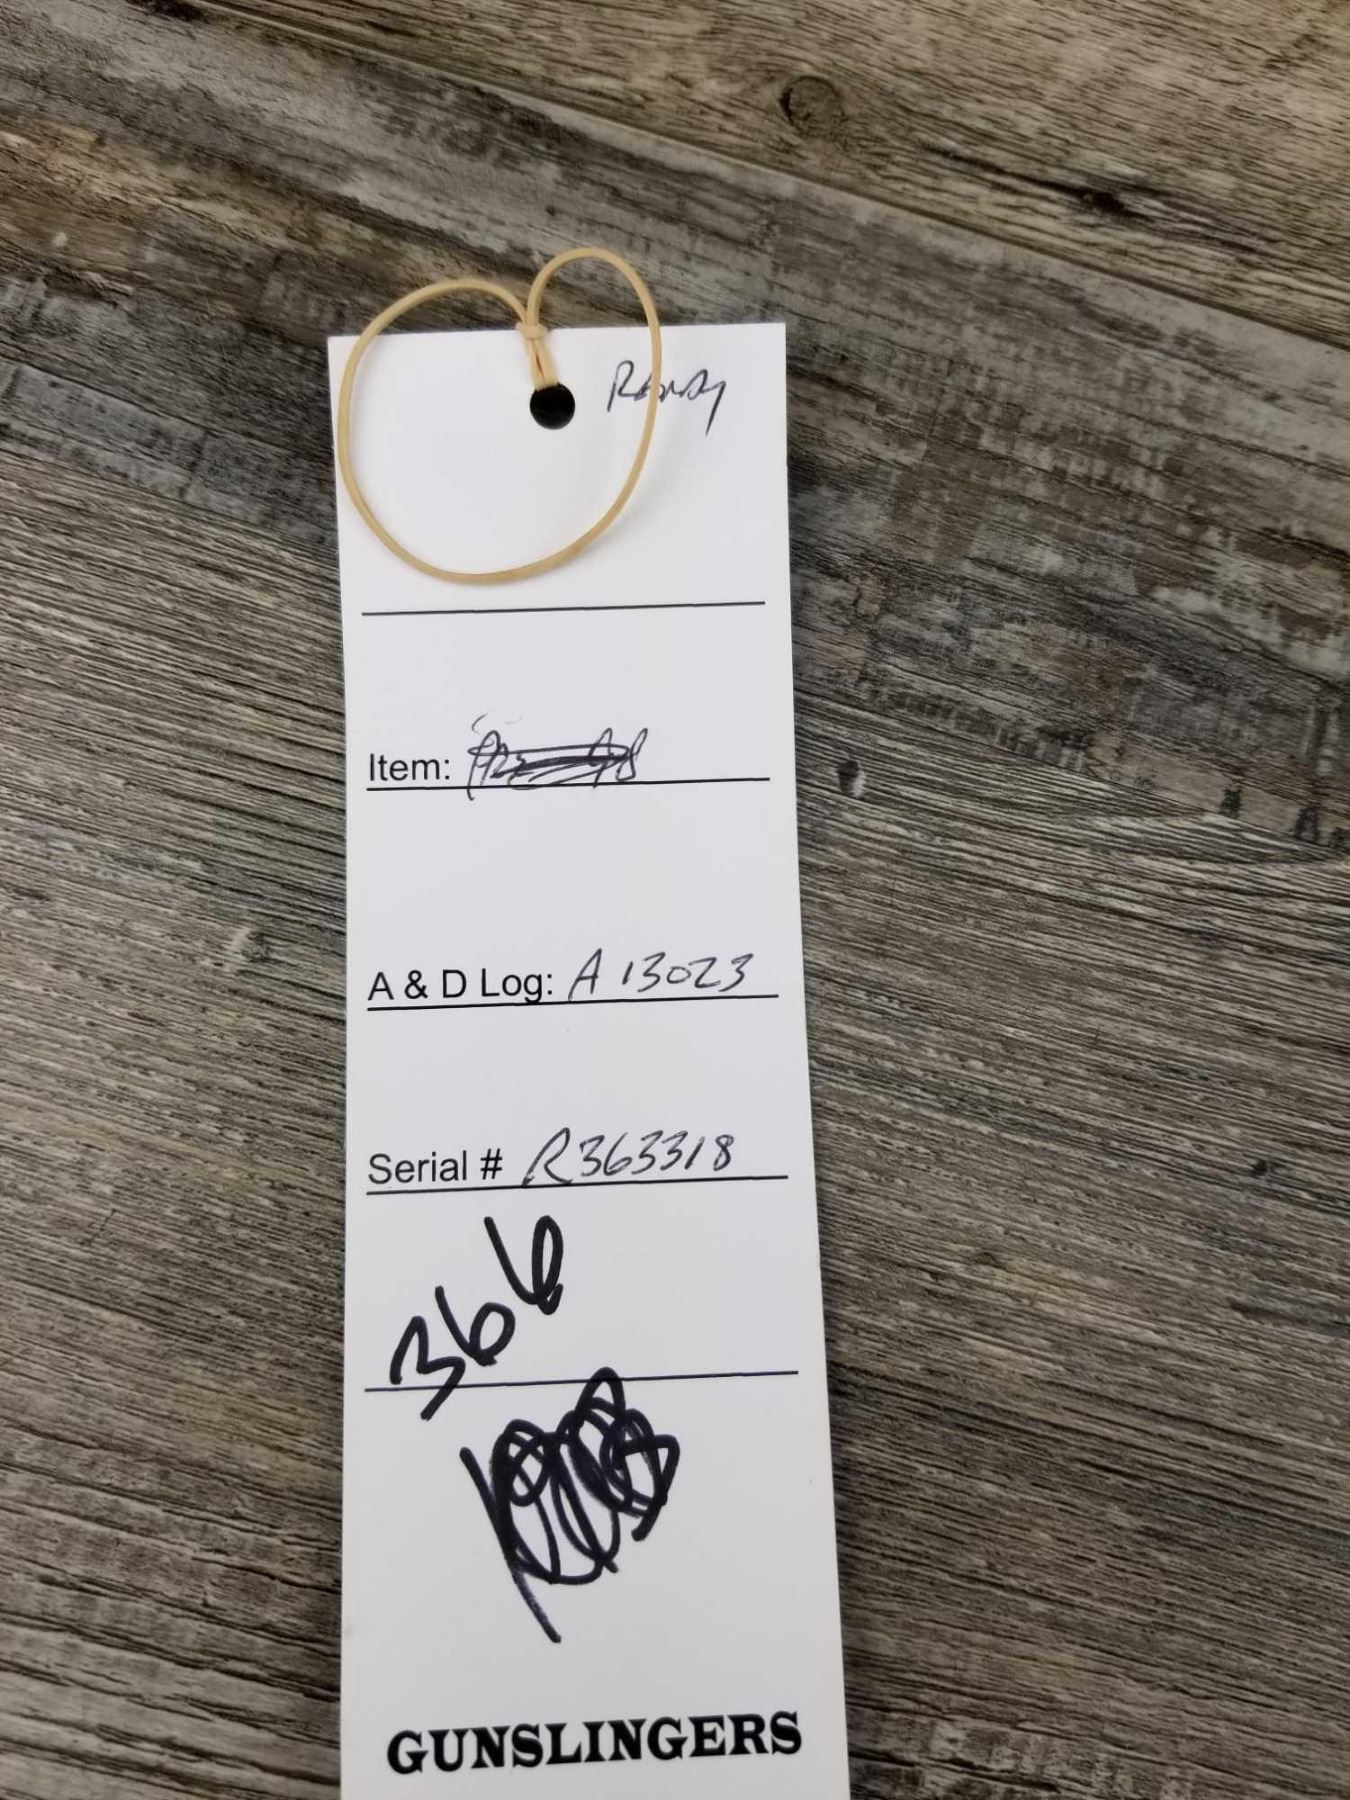 Randy
Item:
A & D Log: A 13023
Serial # R363318
366
GUNSLINGERS